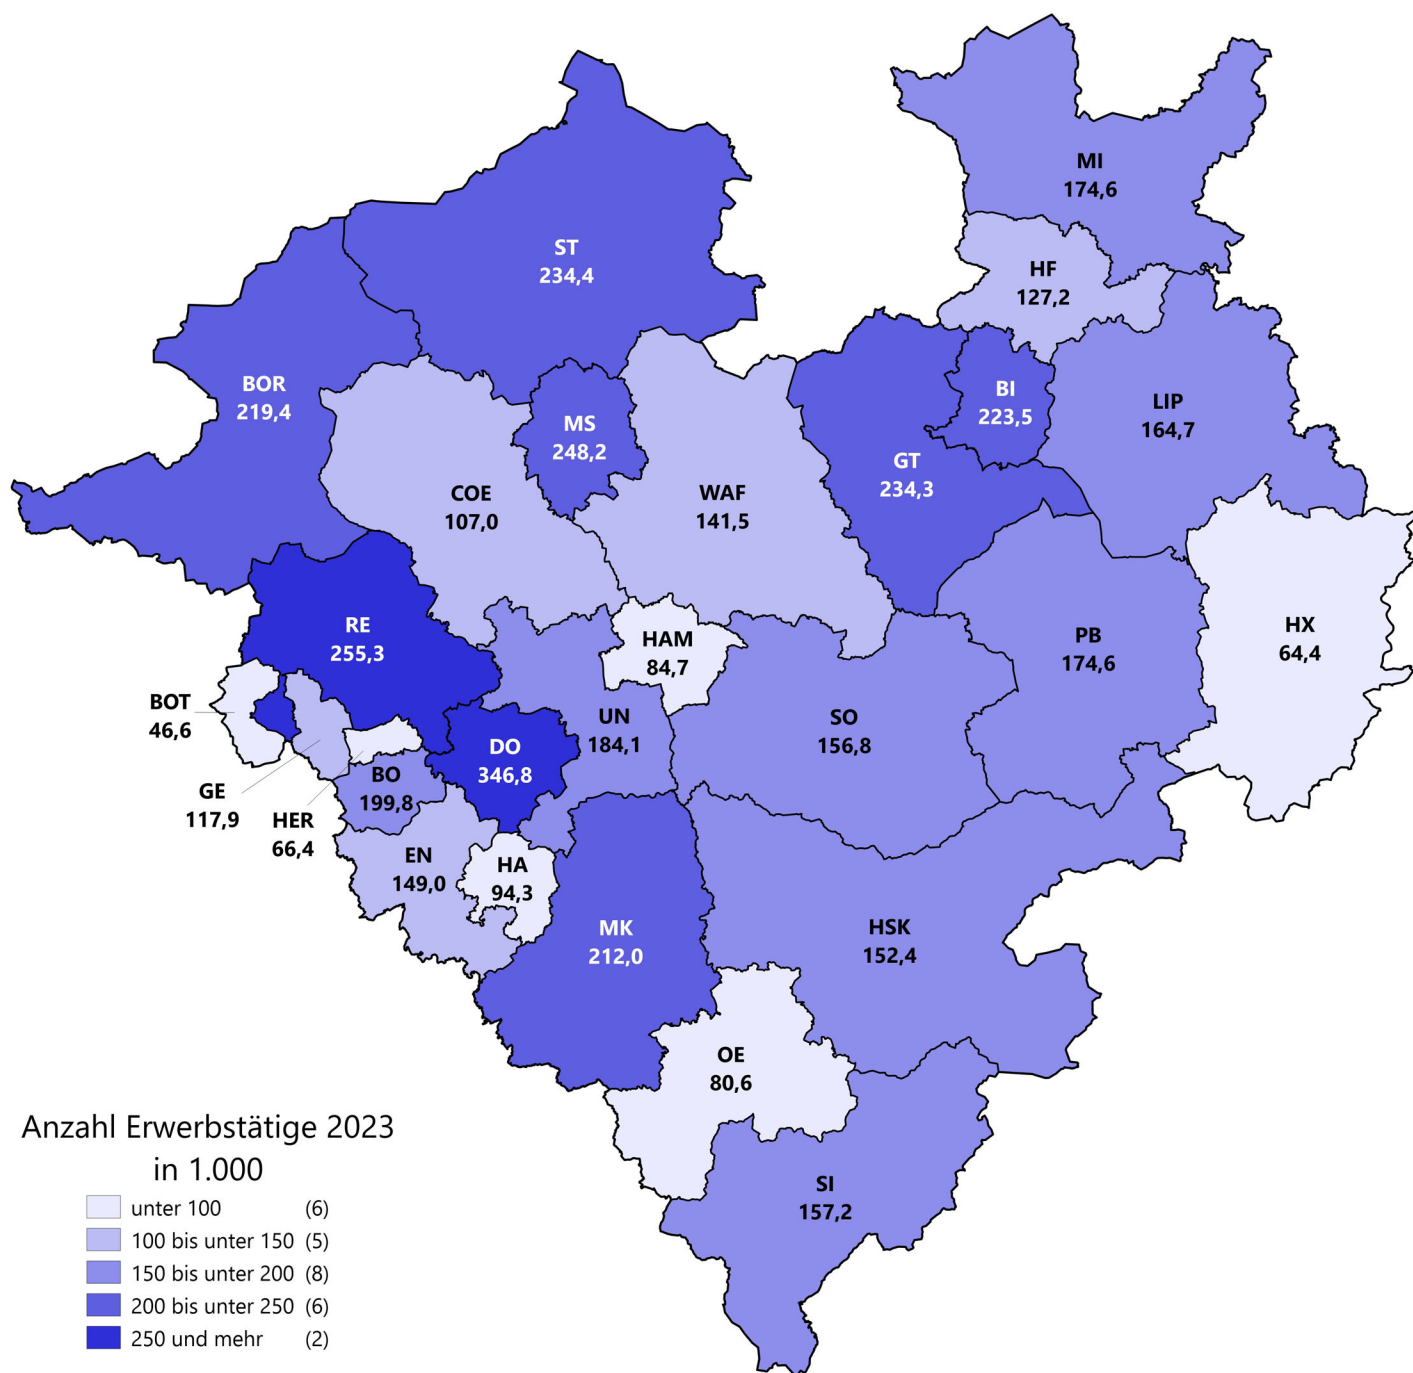 MI
174,6
ST
234,4
HF
127,2
BOR
219,4
BI
223,5
LIP
164,7
MS
248,2
GT
234,3
COE
107,0
WAF
141,5
RE
255,3
HAM
84,7
PB
174,6
HX
64,4
BOT
46,6
UN
184,1
SO
156,8
DO
346,8
BO
199,8
GE
117,9
HER
66,4
EN
149,0
HA
94,3
MK
212,0
HSK
152,4
OE
80,6
SI
157,2
Anzahl Erwerbstätige 2023
in 1.000
unter 100 (6)
100 bis unter 150 (5)
150 bis unter 200 (8)
200 bis unter 250 (6)
250 und mehr (2)